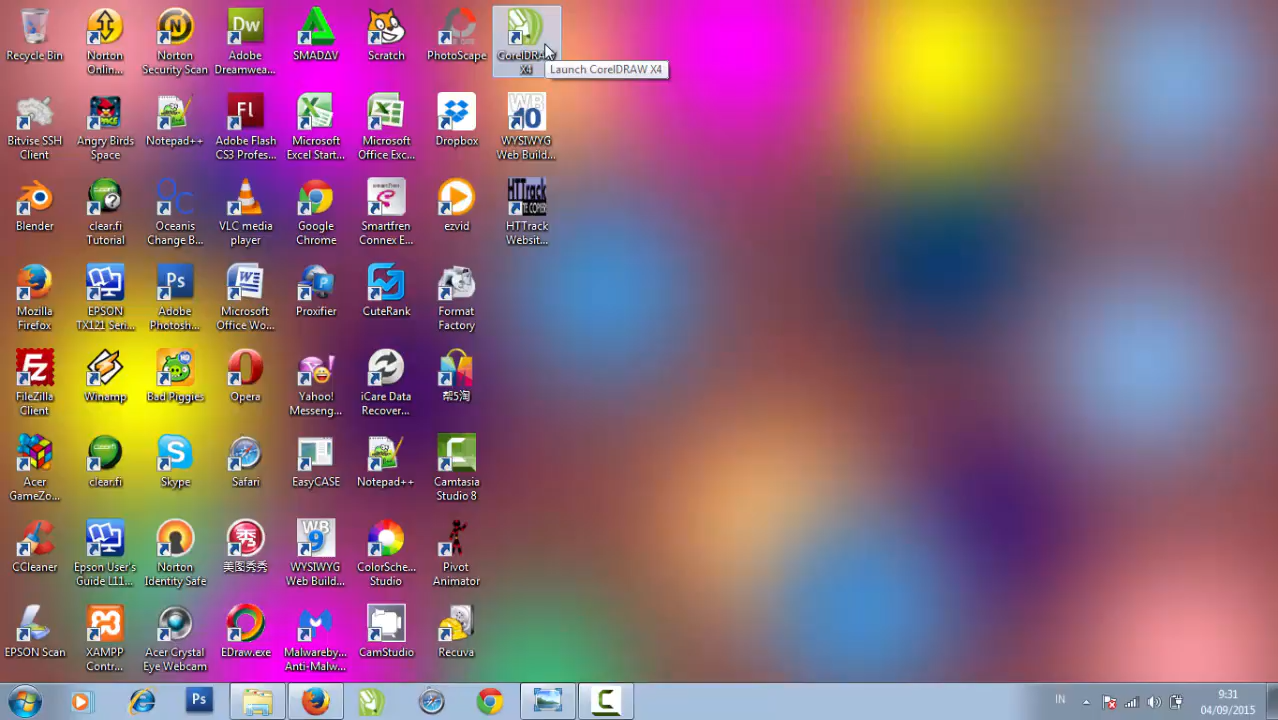 Recycle Bin
Norton
Onlin...
Norton
Security Scan
Adobe
Dreamwea...
SMADAV
Scratch
PhotoScape
CorelDRAW
X4
Launch CorelDRAW X4
Bitvise SSH
Client
Angry Birds
Space
Notepad++
Adobe Flash
CS3 Profes...
Microsoft
Excel Start...
Microsoft
Office Exc...
Dropbox
WYSIWYG
Web Build...
Blender
clear.fi
Tutorial
Oceanis
Change B...
VLC media
player
Google
Chrome
Smartfren
Connex E...
ezvid
HTTrack
Websit...
Mozilla
Firefox
EPSON
TX121 Seri...
Adobe
Photosh...
Microsoft
Office Wo...
Proxifier
CuteRank
Format
Factory
FileZilla
Client
Winamp
Bad Piggies
Opera
Yahoo!
Messeng...
iCare Data
Recover...
帮5淘
Acer
GameZo...
clear.fi
Skype
Safari
EasyCASE
Notepad++
Camtasia
Studio 8
CCleaner
Epson User's
Guide L11...
Norton
Identity Safe
美图秀秀
WYSIWYG
Web Build...
ColorSche...
Studio
Pivot
Animator
EPSON Scan
XAMPP
Contr...
Acer Crystal
Eye Webcam
EDraw.exe
Malwareby...
Anti-Malw...
CamStudio
Recuva
IN
9:31
04/09/2015